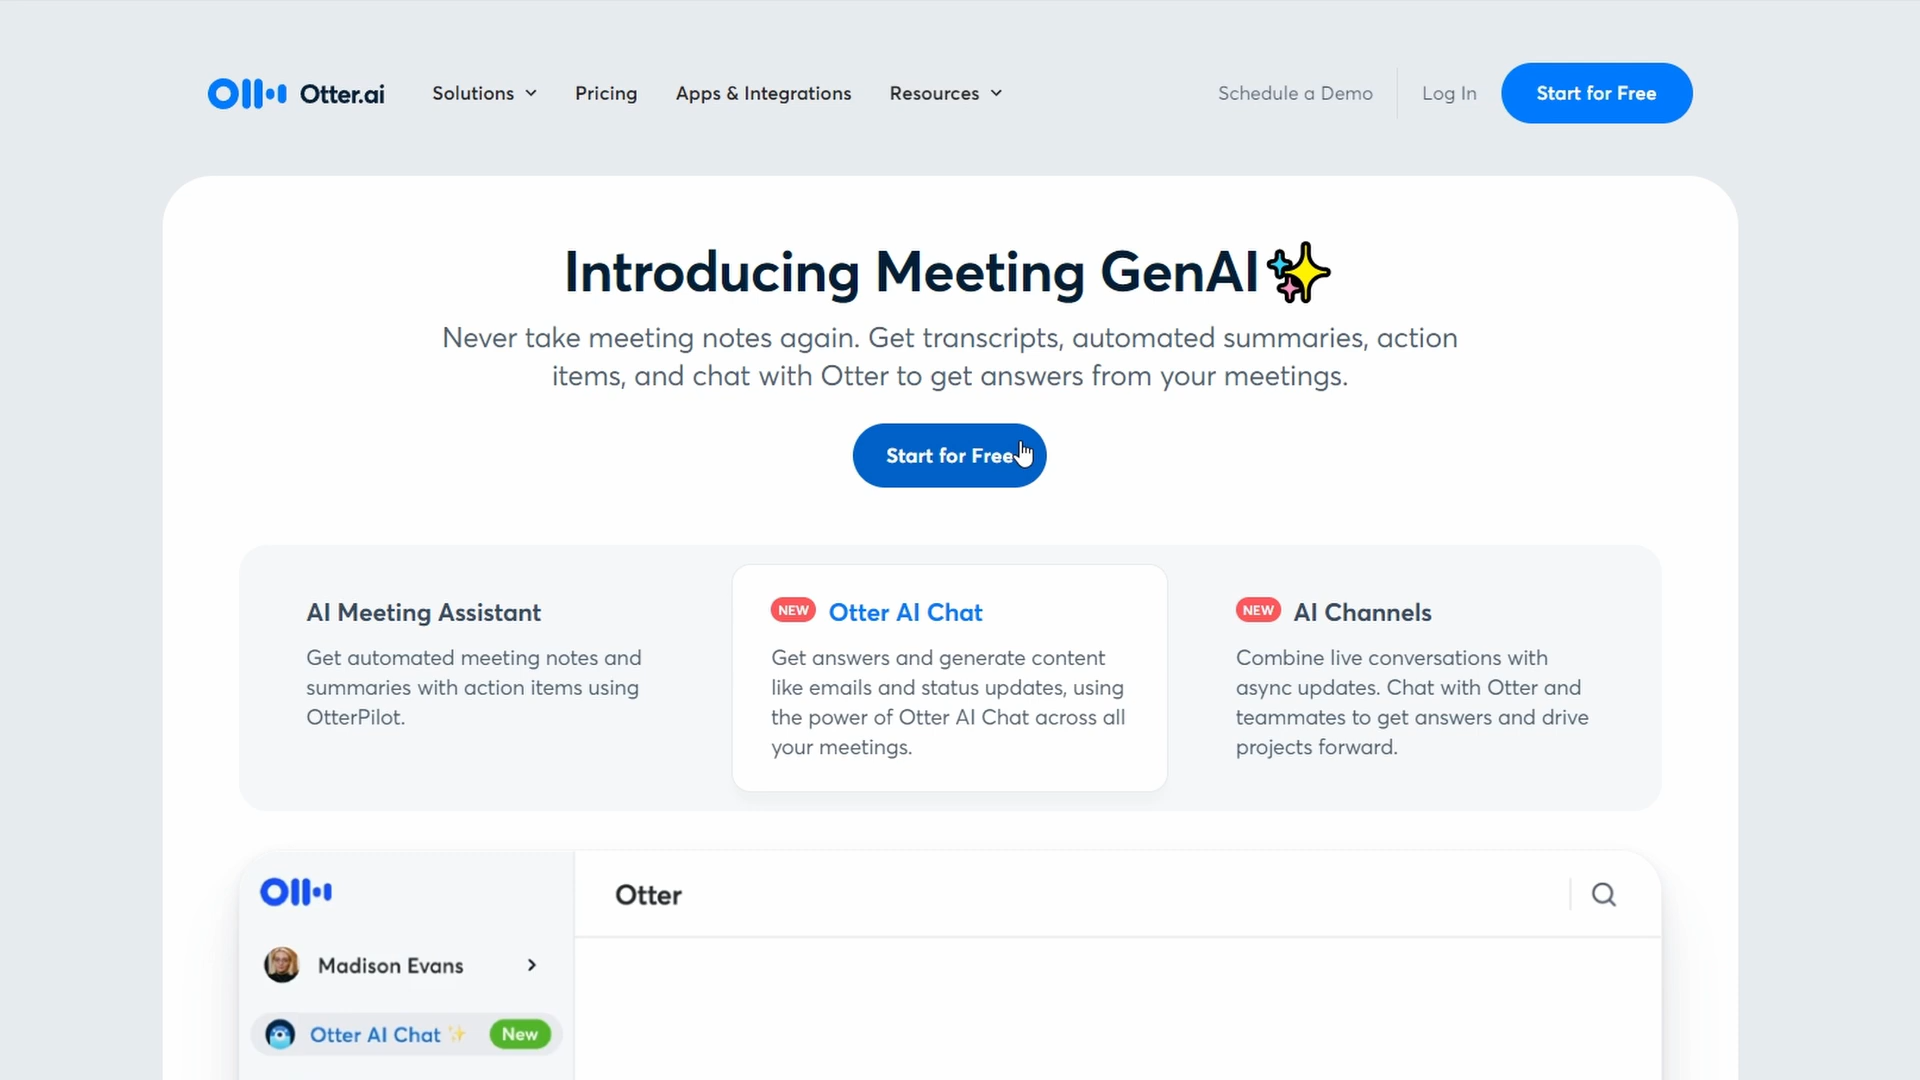 Otter.ai
Solutions
Pricing
Apps & Integrations
Resources
Schedule a Demo
Log In
Start for Free
Introducing Meeting GenAI
Never take meeting notes again. Get transcripts, automated summaries, action
items, and chat with Otter to get answers from your meetings.
Start for Free
AI Meeting Assistant
Get automated meeting notes and
summaries with action items using
OtterPilot.
NEW Otter AI Chat
Get answers and generate content
like emails and status updates, using
the power of Otter AI Chat across all
your meetings.
NEW AI Channels
Combine live conversations with
async updates. Chat with Otter and
teammates to get answers and drive
projects forward.
Otter
Madison Evans
Otter AI Chat New